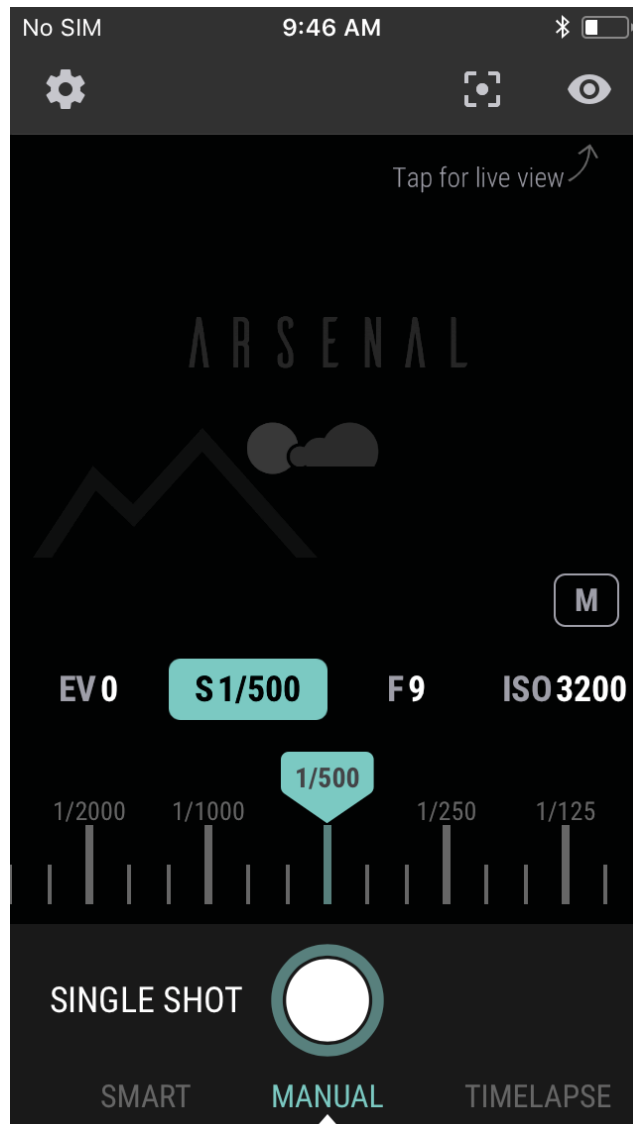 No SIM 9:46 AM
Tap for live view
ARSENAL
M
EV 0 S 1/500 F 9 ISO 3200
1/500
1/2000 1/1000 1/250 1/125
SINGLE SHOT
SMART MANUAL TIMELAPSE